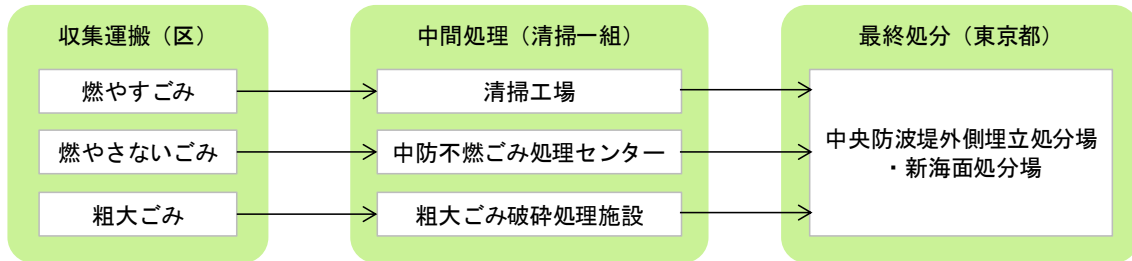 収集運搬（区）
燃やすごみ
燃やさないごみ
粗大ごみ
中間処理（清掃一組）
清掃工場
中防不燃ごみ処理センター
粗大ごみ破砕処理施設
最終処分（東京都）
中央防波堤外側埋立処分場
・新海面処分場